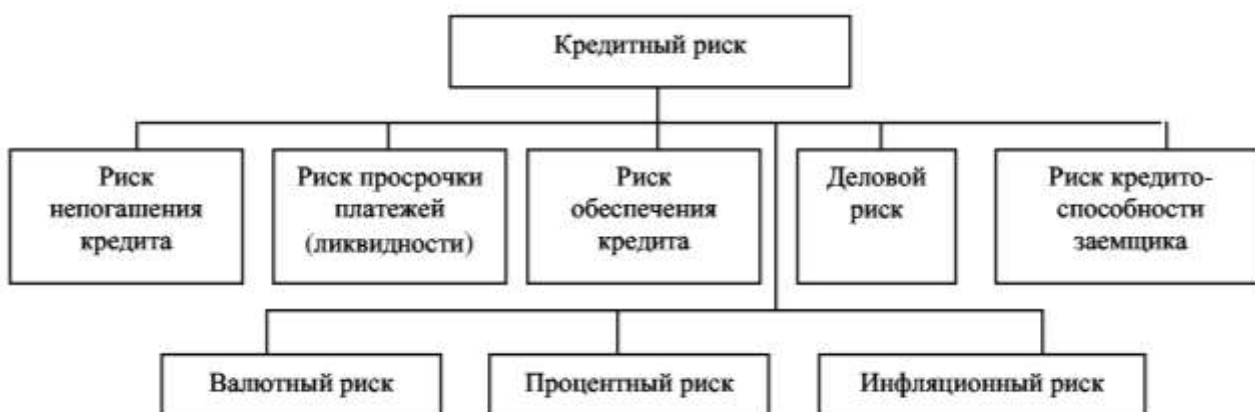 Кредитный риск
Риск
непогашения
кредита
Риск просрочки
платежей
(ликвидности)
Риск
обеспечения
кредита
Деловой
риск
Риск кредито-
способности
заемщика
Валютный риск
Процентный риск
Инфляционный риск